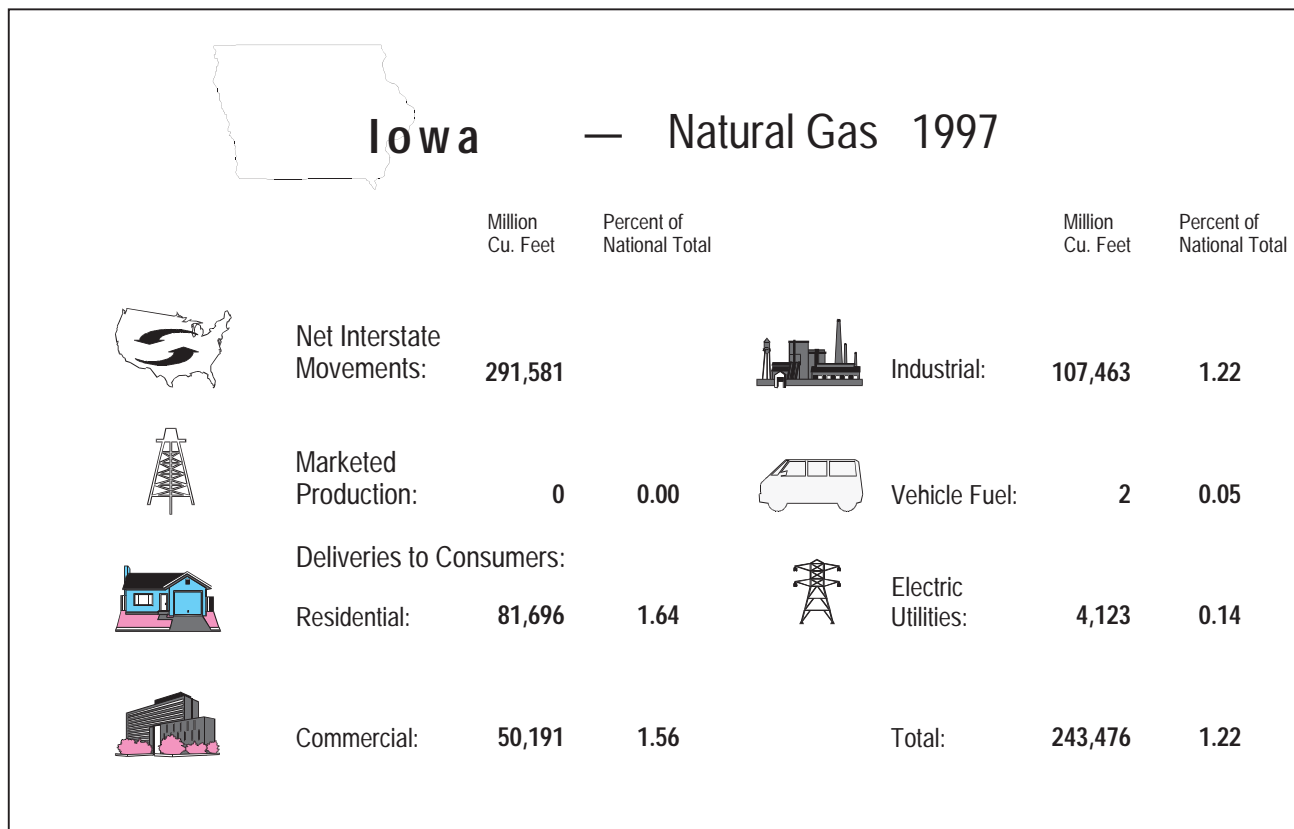 Iowa — Natural Gas 1997
Million Percent of Million Percent of
Cu. Feet National Total Cu. Feet National Total
Net Interstate
Movements: 291,581
Industrial: 107,463 1.22
Marketed
Production: 0 0.00
Vehicle Fuel: 2 0.05
Deliveries to Consumers:
Residential: 81,696 1.64
Electric
Utilities: 4,123 0.14
Commercial: 50,191 1.56
Total: 243,476 1.22